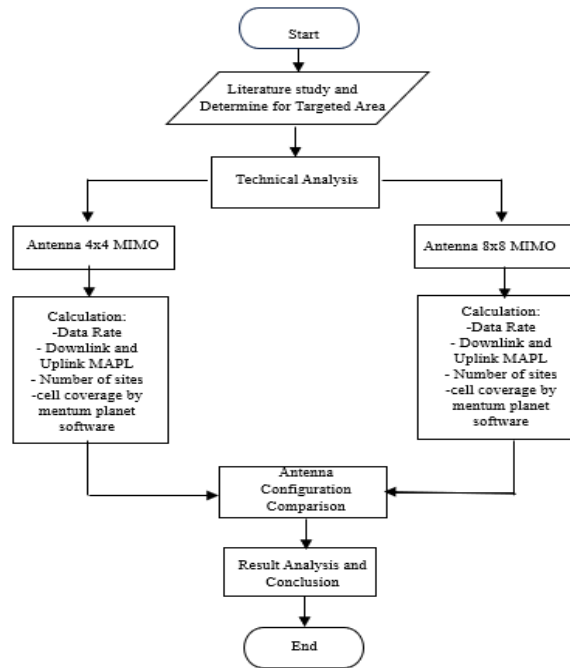 Start
Literature study and
Determine for Targeted Area
Technical Analysis
Antenna 4x4 MIMO
Antenna 8x8 MIMO
Calculation:
-Data Rate
- Downlink and
Uplink MAPL
- Number of sites
-cell coverage by
mentum planet
software
Calculation:
-Data Rate
- Downlink and
Uplink MAPL
- Number of sites
-cell coverage by
mentum planet
software
Antenna
Configuration
Comparison
Result Analysis and
Conclusion
End